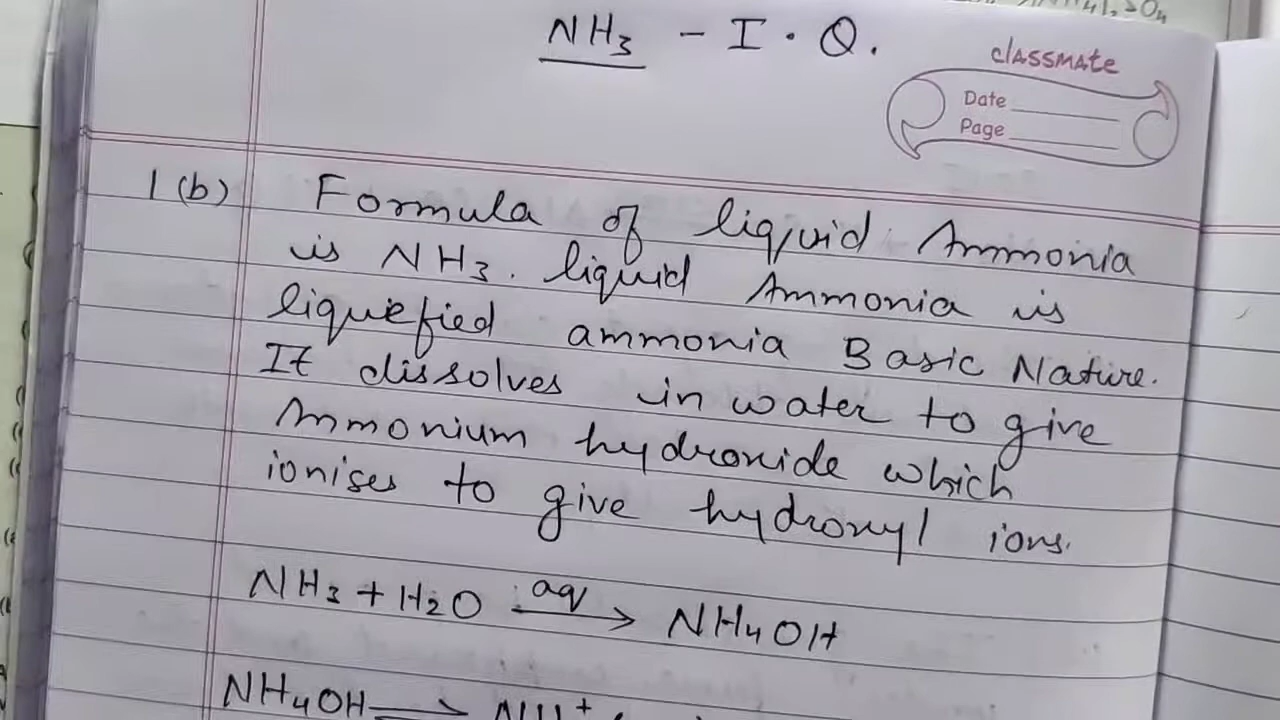 NH3 - I . Q.
classmate
Date
Page
1(b) Formula of liquid Ammonia
is NH3. liquid Ammonia is
liquefied ammonia Basic Nature.
It dissolves in water to give
Ammonium hydroxide which
ionises to give hydroxyl ions.
NH3 + H2O aq → NH4OH
NH4OH →